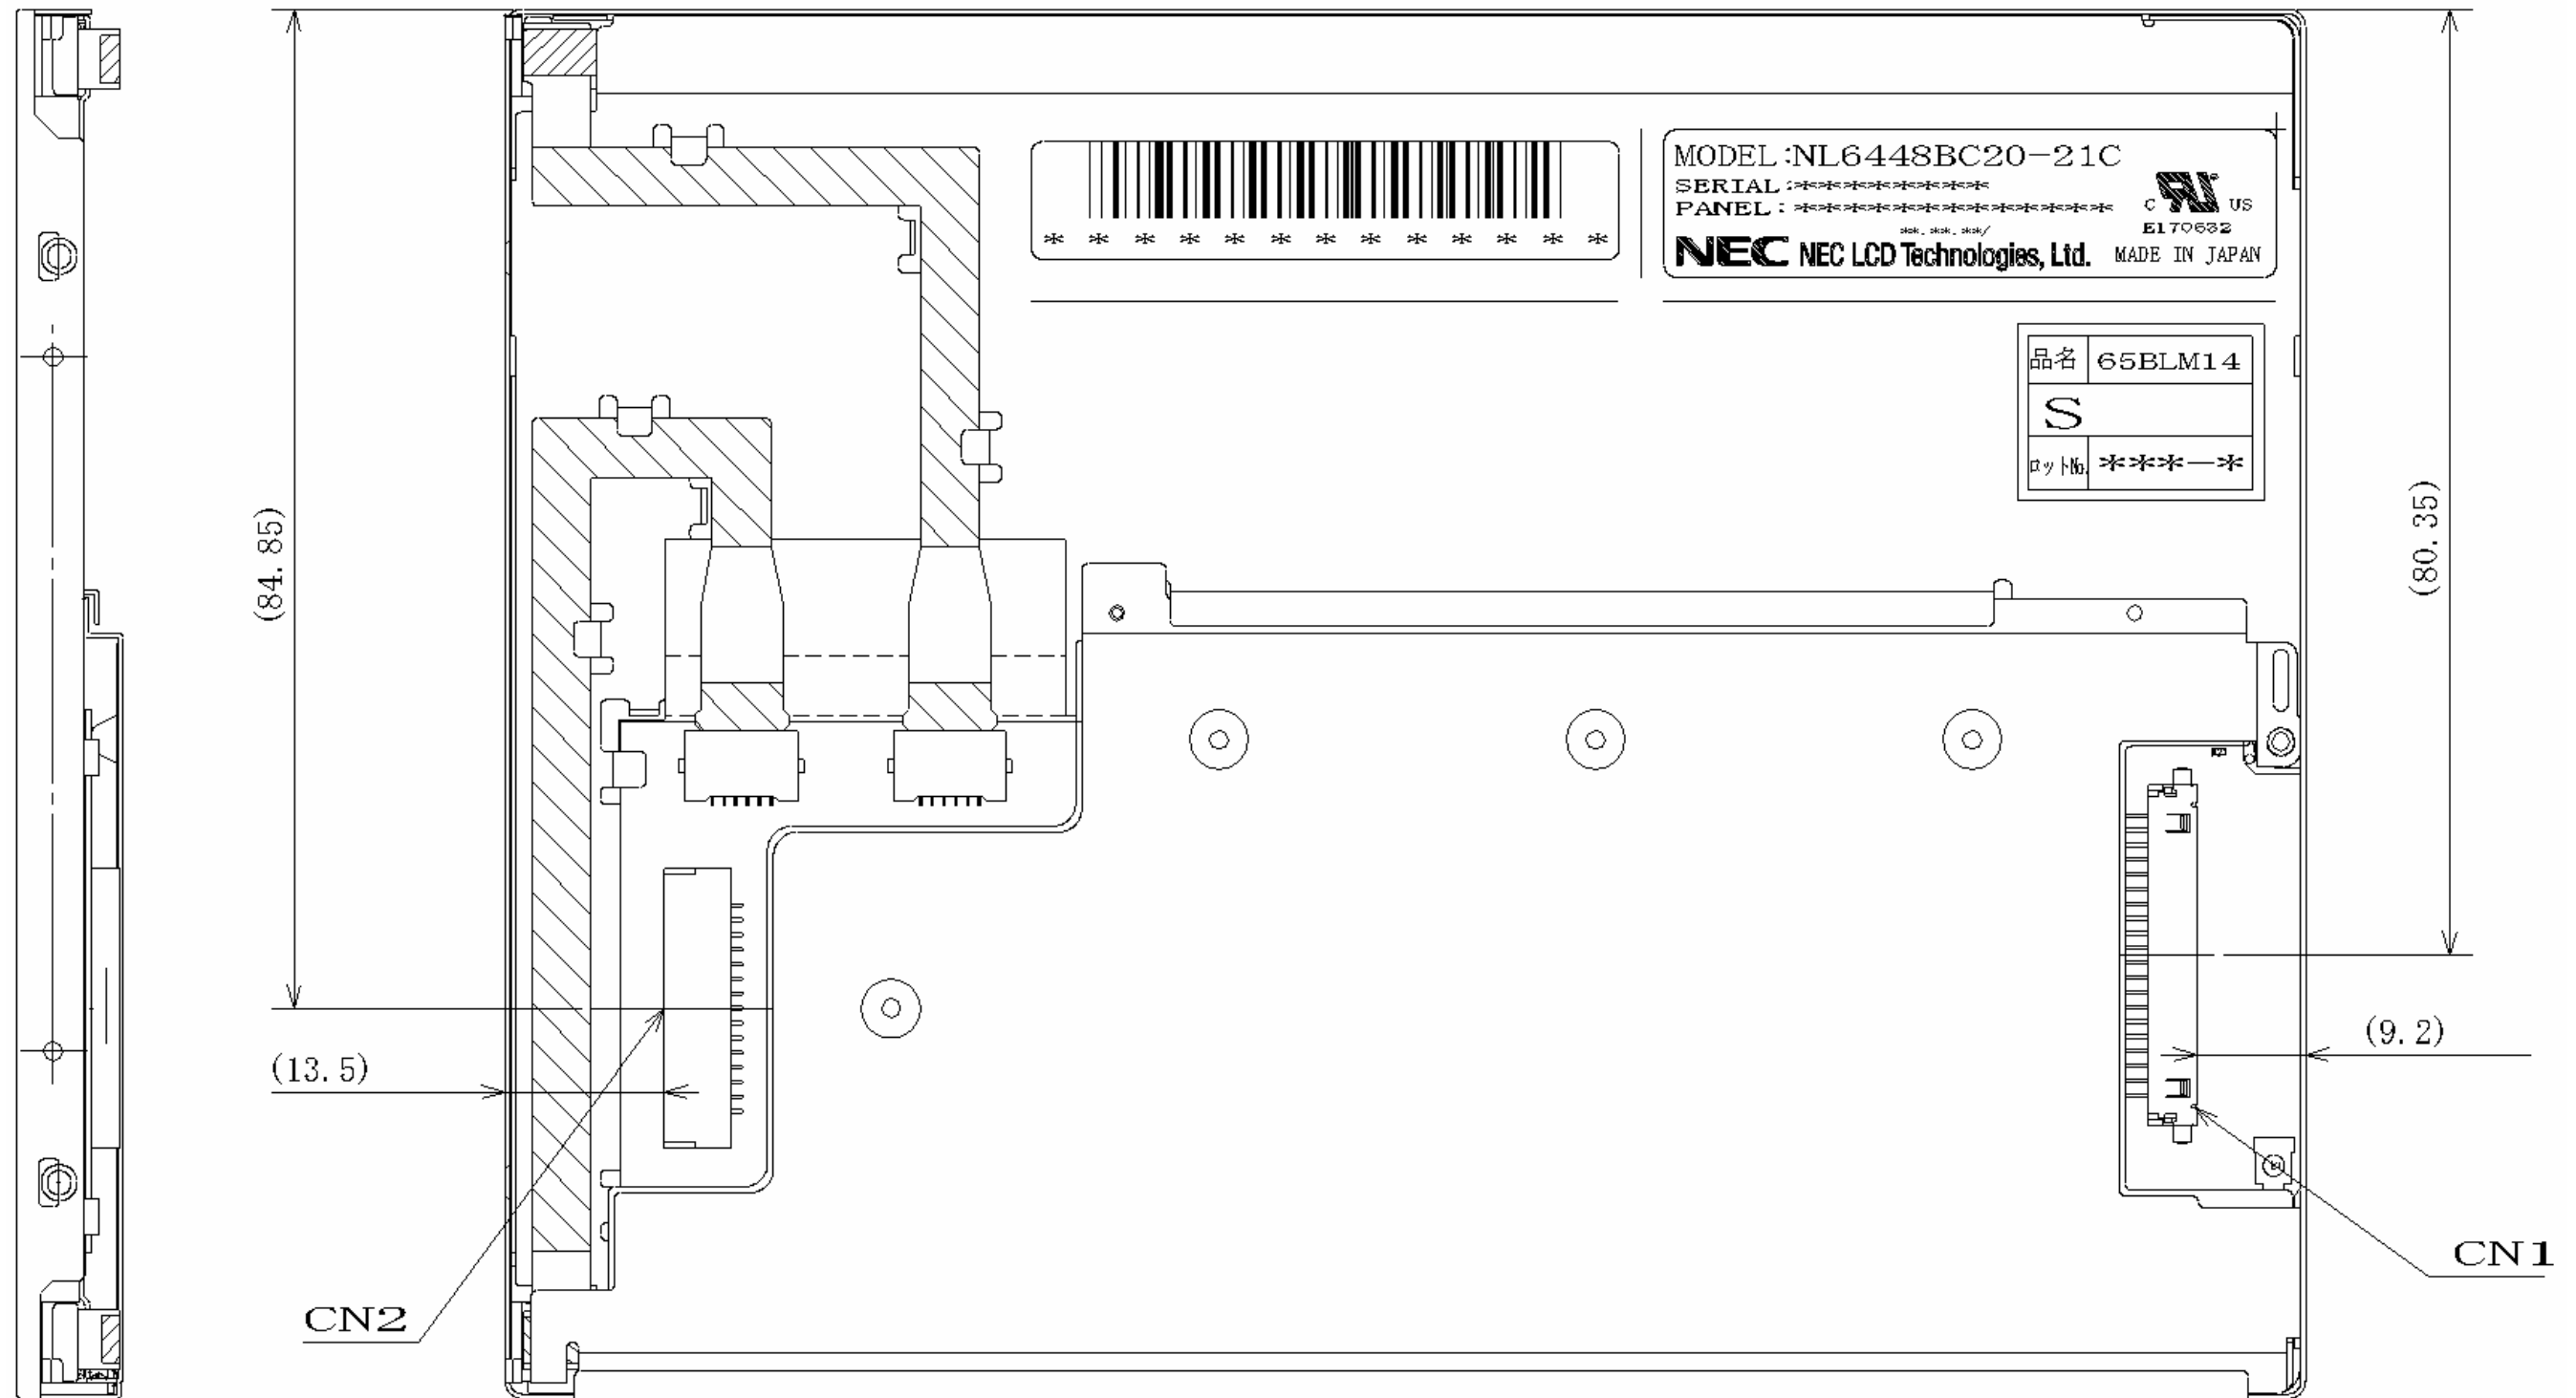 MODEL:NL6448BC20-21C
SERIAL:************
PANEL:********************
C US
E170632
**.**.**/
NEC NEC LCD Technologies, Ltd. MADE IN JAPAN
* * * * * * * * * * * * *
品名 65BLM14
S
ロットNo. ***-*
(84.85)
(80.35)
(9.2)
(13.5)
CN1
CN2